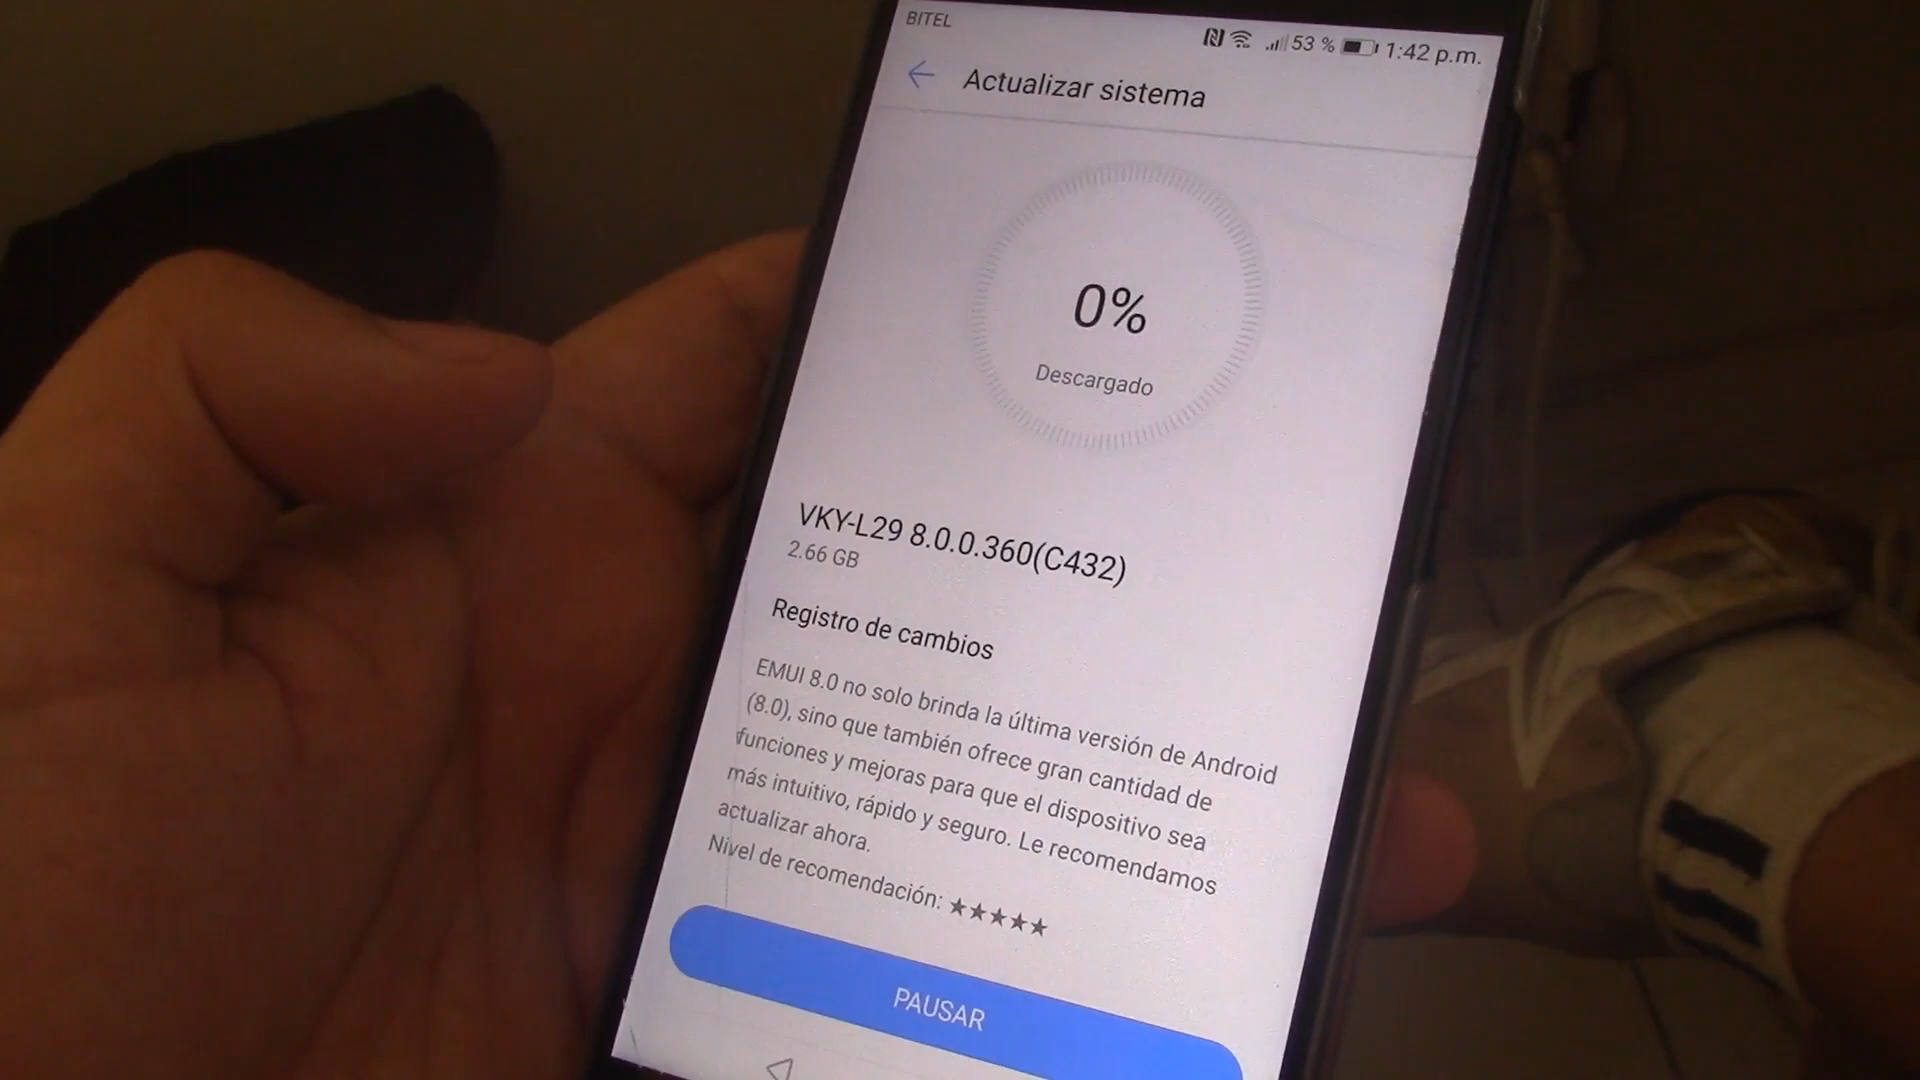 BITEL
53 % 1:42 p.m.
Actualizar sistema
0%
Descargado
VKY-L29 8.0.0.360(C432)
2.66 GB
Registro de cambios
EMUI 8.0 no solo brinda la última versión de Android
(8.0), sino que también ofrece gran cantidad de
funciones y mejoras para que el dispositivo sea
más intuitivo, rápido y seguro. Le recomendamos
actualizar ahora.
Nivel de recomendación: ★★★★★
PAUSAR